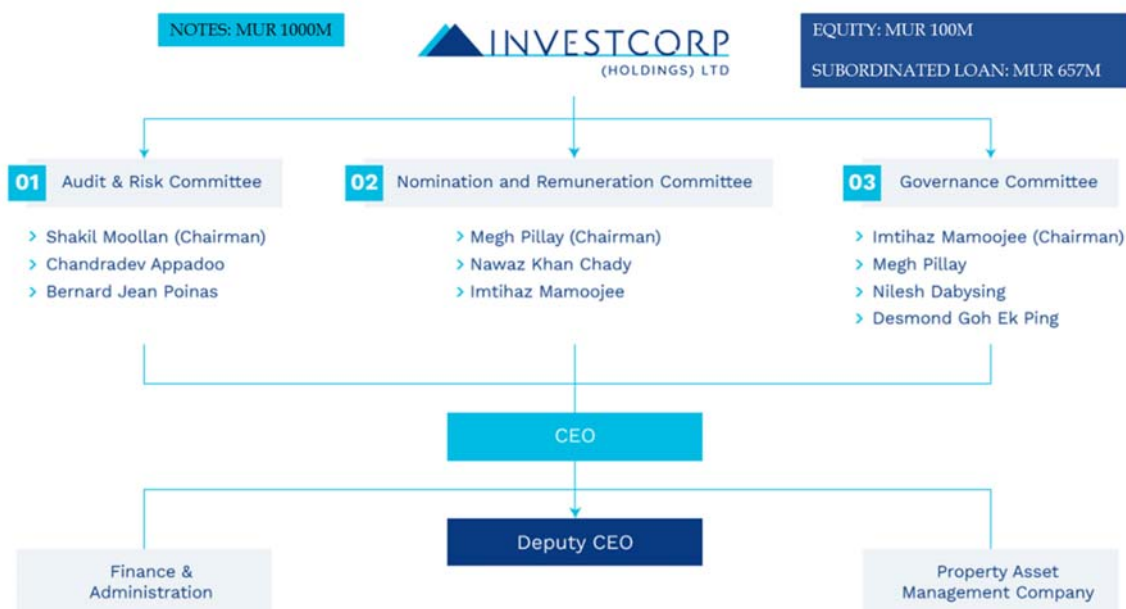 NOTES: MUR 1000M
INVESTCORP
(HOLDINGS) LTD
EQUITY: MUR 100M
SUBORDINATED LOAN: MUR 657M
01 Audit & Risk Committee
> Shakil Moollan (Chairman)
> Chandradev Appadoo
> Bernard Jean Poinas
02 Nomination and Remuneration Committee
> Megh Pillay (Chairman)
> Nawaz Khan Chady
> Imtihaz Mamoojee
03 Governance Committee
> Imtihaz Mamoojee (Chairman)
> Megh Pillay
> Nilesh Dabysing
> Desmond Goh Ek Ping
CEO
Deputy CEO
Finance &
Administration
Property Asset
Management Company